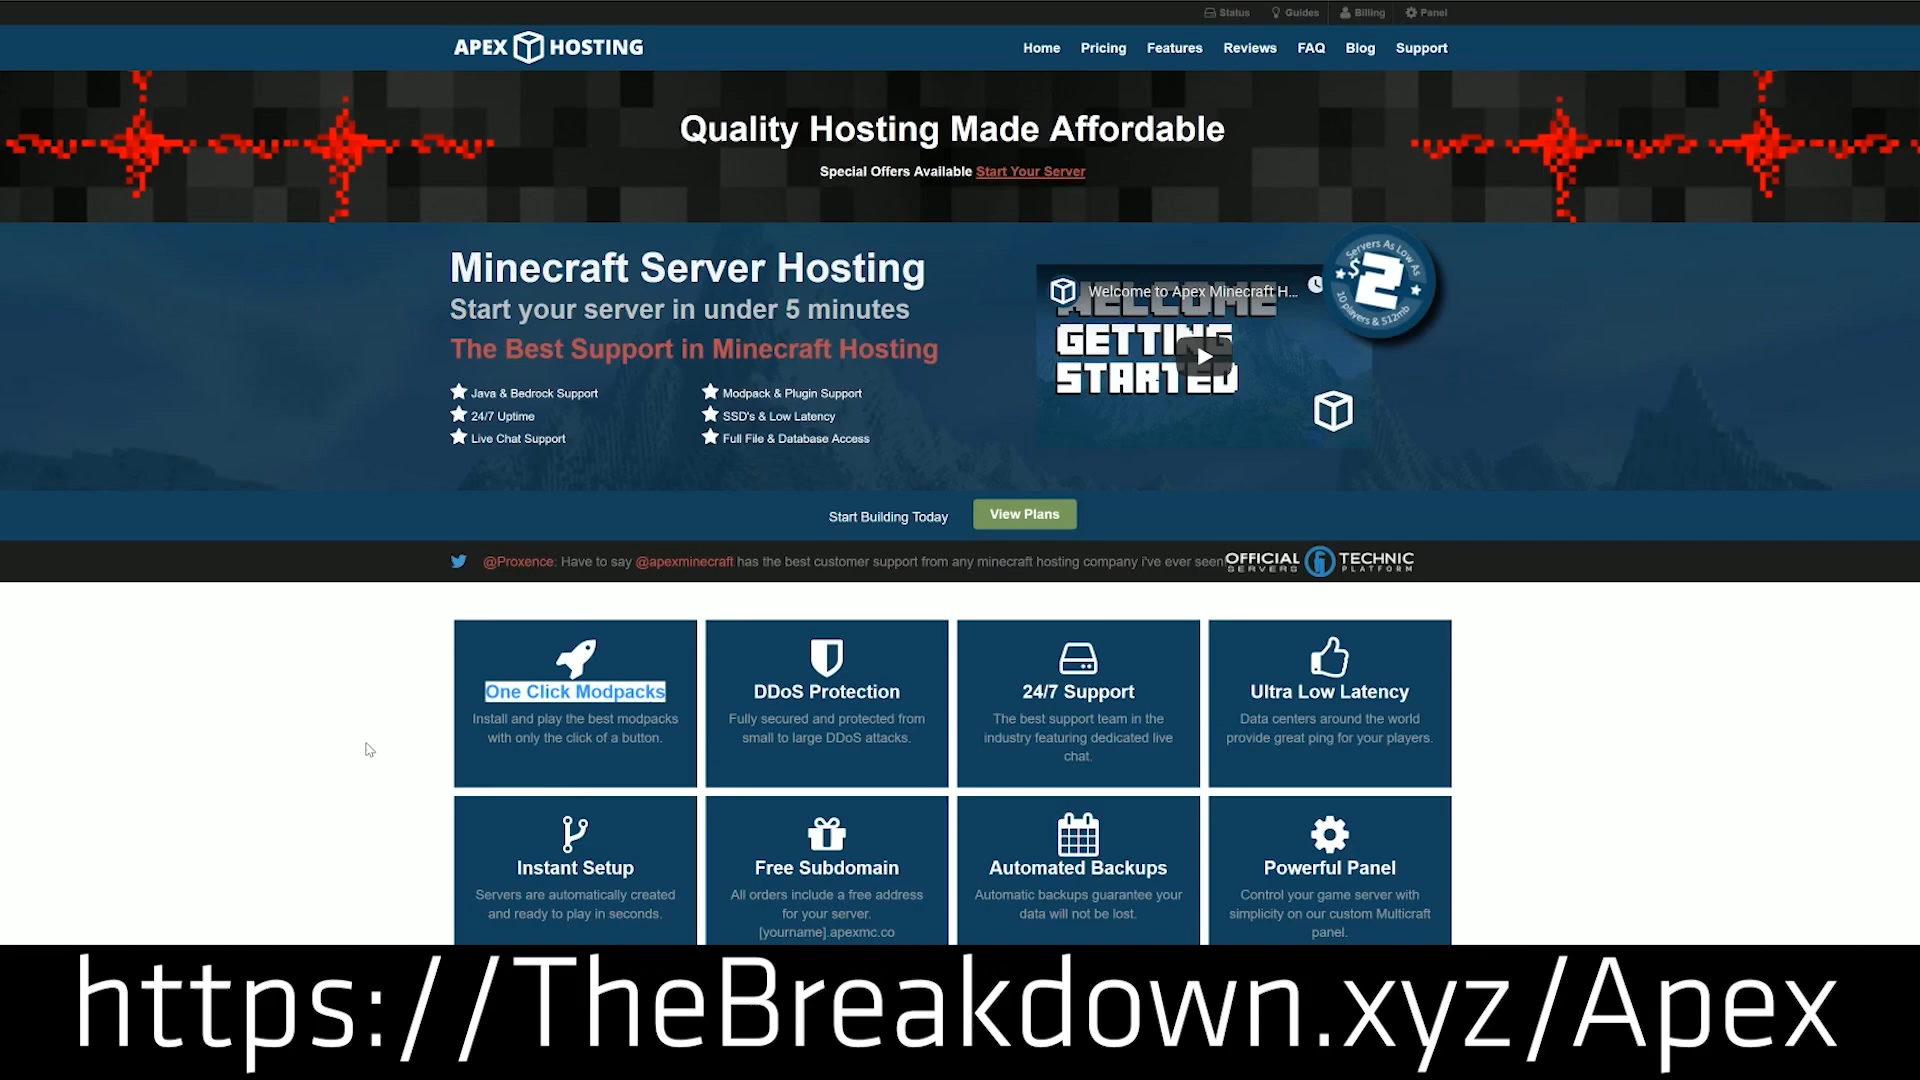 Status Guides Billing Panel
APEX HOSTING
Home Pricing Features Reviews FAQ Blog Support
Quality Hosting Made Affordable
Special Offers Available Start Your Server
Minecraft Server Hosting
Start your server in under 5 minutes
The Best Support in Minecraft Hosting
Java & Bedrock Support
Modpack & Plugin Support
24/7 Uptime
SSD's & Low Latency
Live Chat Support
Full File & Database Access
Welcome to Apex Minecraft H...
WELCOME
GETTING
STARTED
Servers As Low As
$2
10 players & 512mb
Start Building Today View Plans
@Proxence: Have to say @apexminecraft has the best customer support from any minecraft hosting company i've ever seen
OFFICIAL TECHNIC
SERVERS PLATFORM
One Click Modpacks
Install and play the best modpacks
with only the click of a button.
DDoS Protection
Fully secured and protected from
small to large DDoS attacks.
24/7 Support
The best support team in the
industry featuring dedicated live
chat.
Ultra Low Latency
Data centers around the world
provide great ping for your players.
Instant Setup
Servers are automatically created
and ready to play in seconds.
Free Subdomain
All orders include a free address
for your server.
[yourname].apexmc.co
Automated Backups
Automatic backups guarantee your
data will not be lost.
Powerful Panel
Control your game server with
simplicity on our custom Multicraft
panel.
https://TheBreakdown.xyz/Apex